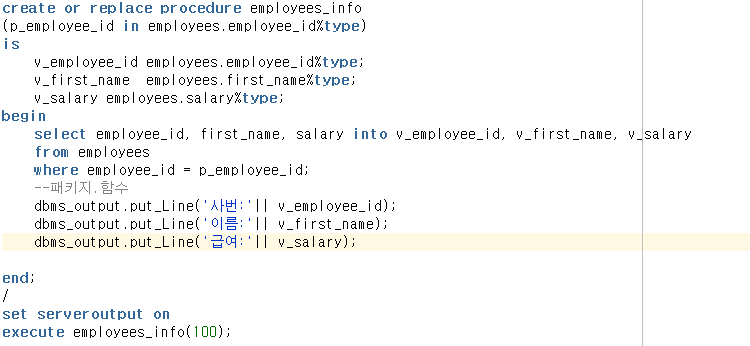 create or replace procedure employees_info
(p_employee_id in employees.employee_id%type)
is
    v_employee_id employees.employee_id%type;
    v_first_name  employees.first_name%type;
    v_salary employees.salary%type;
begin
    select employee_id, first_name, salary into v_employee_id, v_first_name, v_salary
    from employees
    where employee_id = p_employee_id;
    --패키지.함수
    dbms_output.put_Line('사번:'|| v_employee_id);
    dbms_output.put_Line('이름:'|| v_first_name);
    dbms_output.put_Line('급여:'|| v_salary);
end;
/
set serveroutput on
execute employees_info(100);